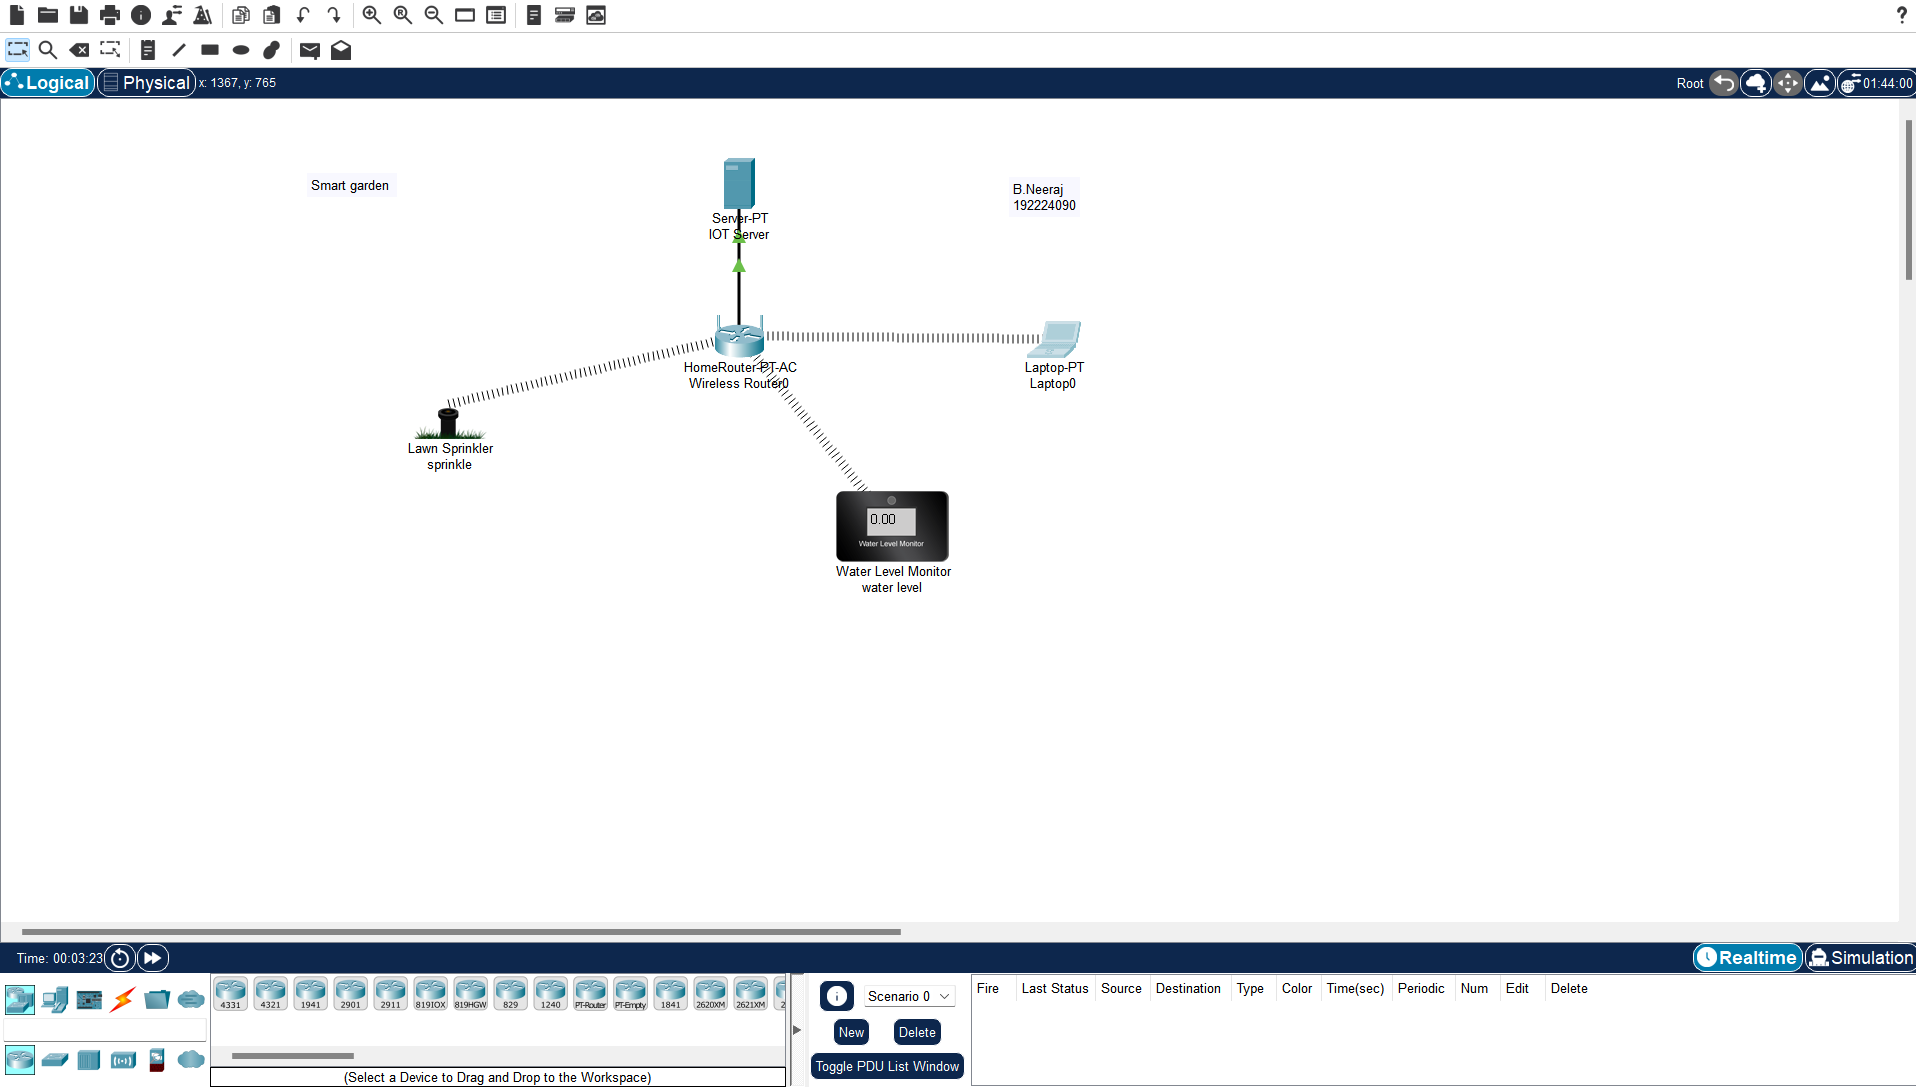 ?
Logical
Physical
x: 1367, y: 765
Root
01:44:00
Smart garden
B.Neeraj
192224090
Server-PT
IOT Server
HomeRouter-PT-AC
Wireless Router0
Laptop-PT
Laptop0
Lawn Sprinkler
sprinkle
0.00
Water Level Monitor
Water Level Monitor
water level
Time: 00:03:23
Realtime
Simulation
4331 4321 1941 2901 2911 819IOX 819HGW 829 1240 PT-Router PT-Empty 1841 2620XM 2621XM 2
(Select a Device to Drag and Drop to the Workspace)
Scenario 0
New
Delete
Toggle PDU List Window
Fire Last Status Source Destination Type Color Time(sec) Periodic Num Edit Delete